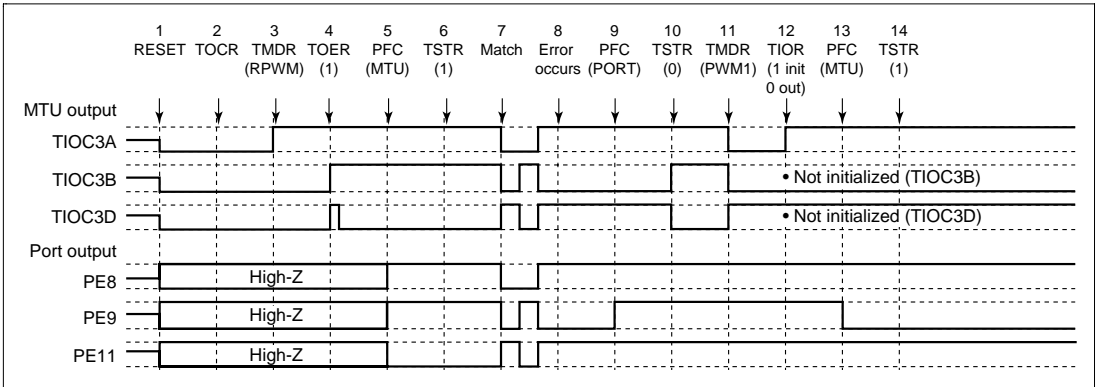 1 2 3 4 5 6 7 8 9 10 11 12 13 14
RESET TOCR TMDR TOER PFC TSTR Match Error PFC TSTR TMDR TIOR PFC TSTR
(RPWM) (1) (MTU) (1) occurs (PORT) (0) (PWM1) (1 init (MTU) (1)
0 out)
MTU output
TIOC3A
TIOC3B • Not initialized (TIOC3B)
TIOC3D • Not initialized (TIOC3D)
Port output
PE8 High-Z
PE9 High-Z
PE11 High-Z